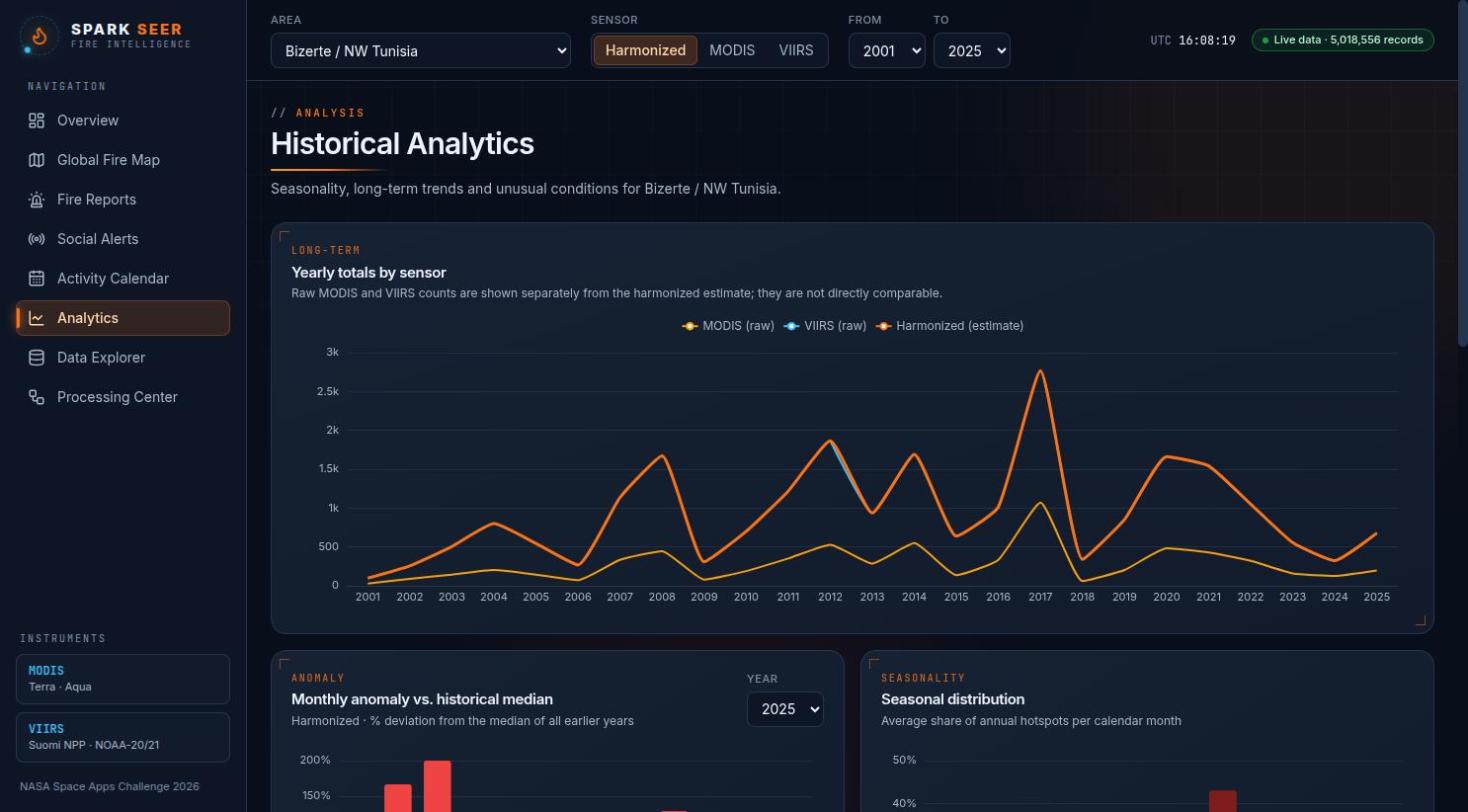 SPARK SEER
FIRE INTELLIGENCE
NAVIGATION
Overview
Global Fire Map
Fire Reports
Social Alerts
Activity Calendar
Analytics
Data Explorer
Processing Center
INSTRUMENTS
MODIS
Terra · Aqua
VIIRS
Suomi NPP · NOAA-20/21
NASA Space Apps Challenge 2026
AREA
Bizerte / NW Tunisia
SENSOR
Harmonized MODIS VIIRS
FROM TO
2001 2025
UTC 16:08:19
Live data · 5,018,556 records
// ANALYSIS
Historical Analytics
Seasonality, long-term trends and unusual conditions for Bizerte / NW Tunisia.
LONG-TERM
Yearly totals by sensor
Raw MODIS and VIIRS counts are shown separately from the harmonized estimate; they are not directly comparable.
MODIS (raw) VIIRS (raw) Harmonized (estimate)
3k
2.5k
2k
1.5k
1k
500
0
2001 2002 2003 2004 2005 2006 2007 2008 2009 2010 2011 2012 2013 2014 2015 2016 2017 2018 2019 2020 2021 2022 2023 2024 2025
ANOMALY
Monthly anomaly vs. historical median
Harmonized · % deviation from the median of all earlier years
YEAR
2025
200%
150%
SEASONALITY
Seasonal distribution
Average share of annual hotspots per calendar month
50%
40%